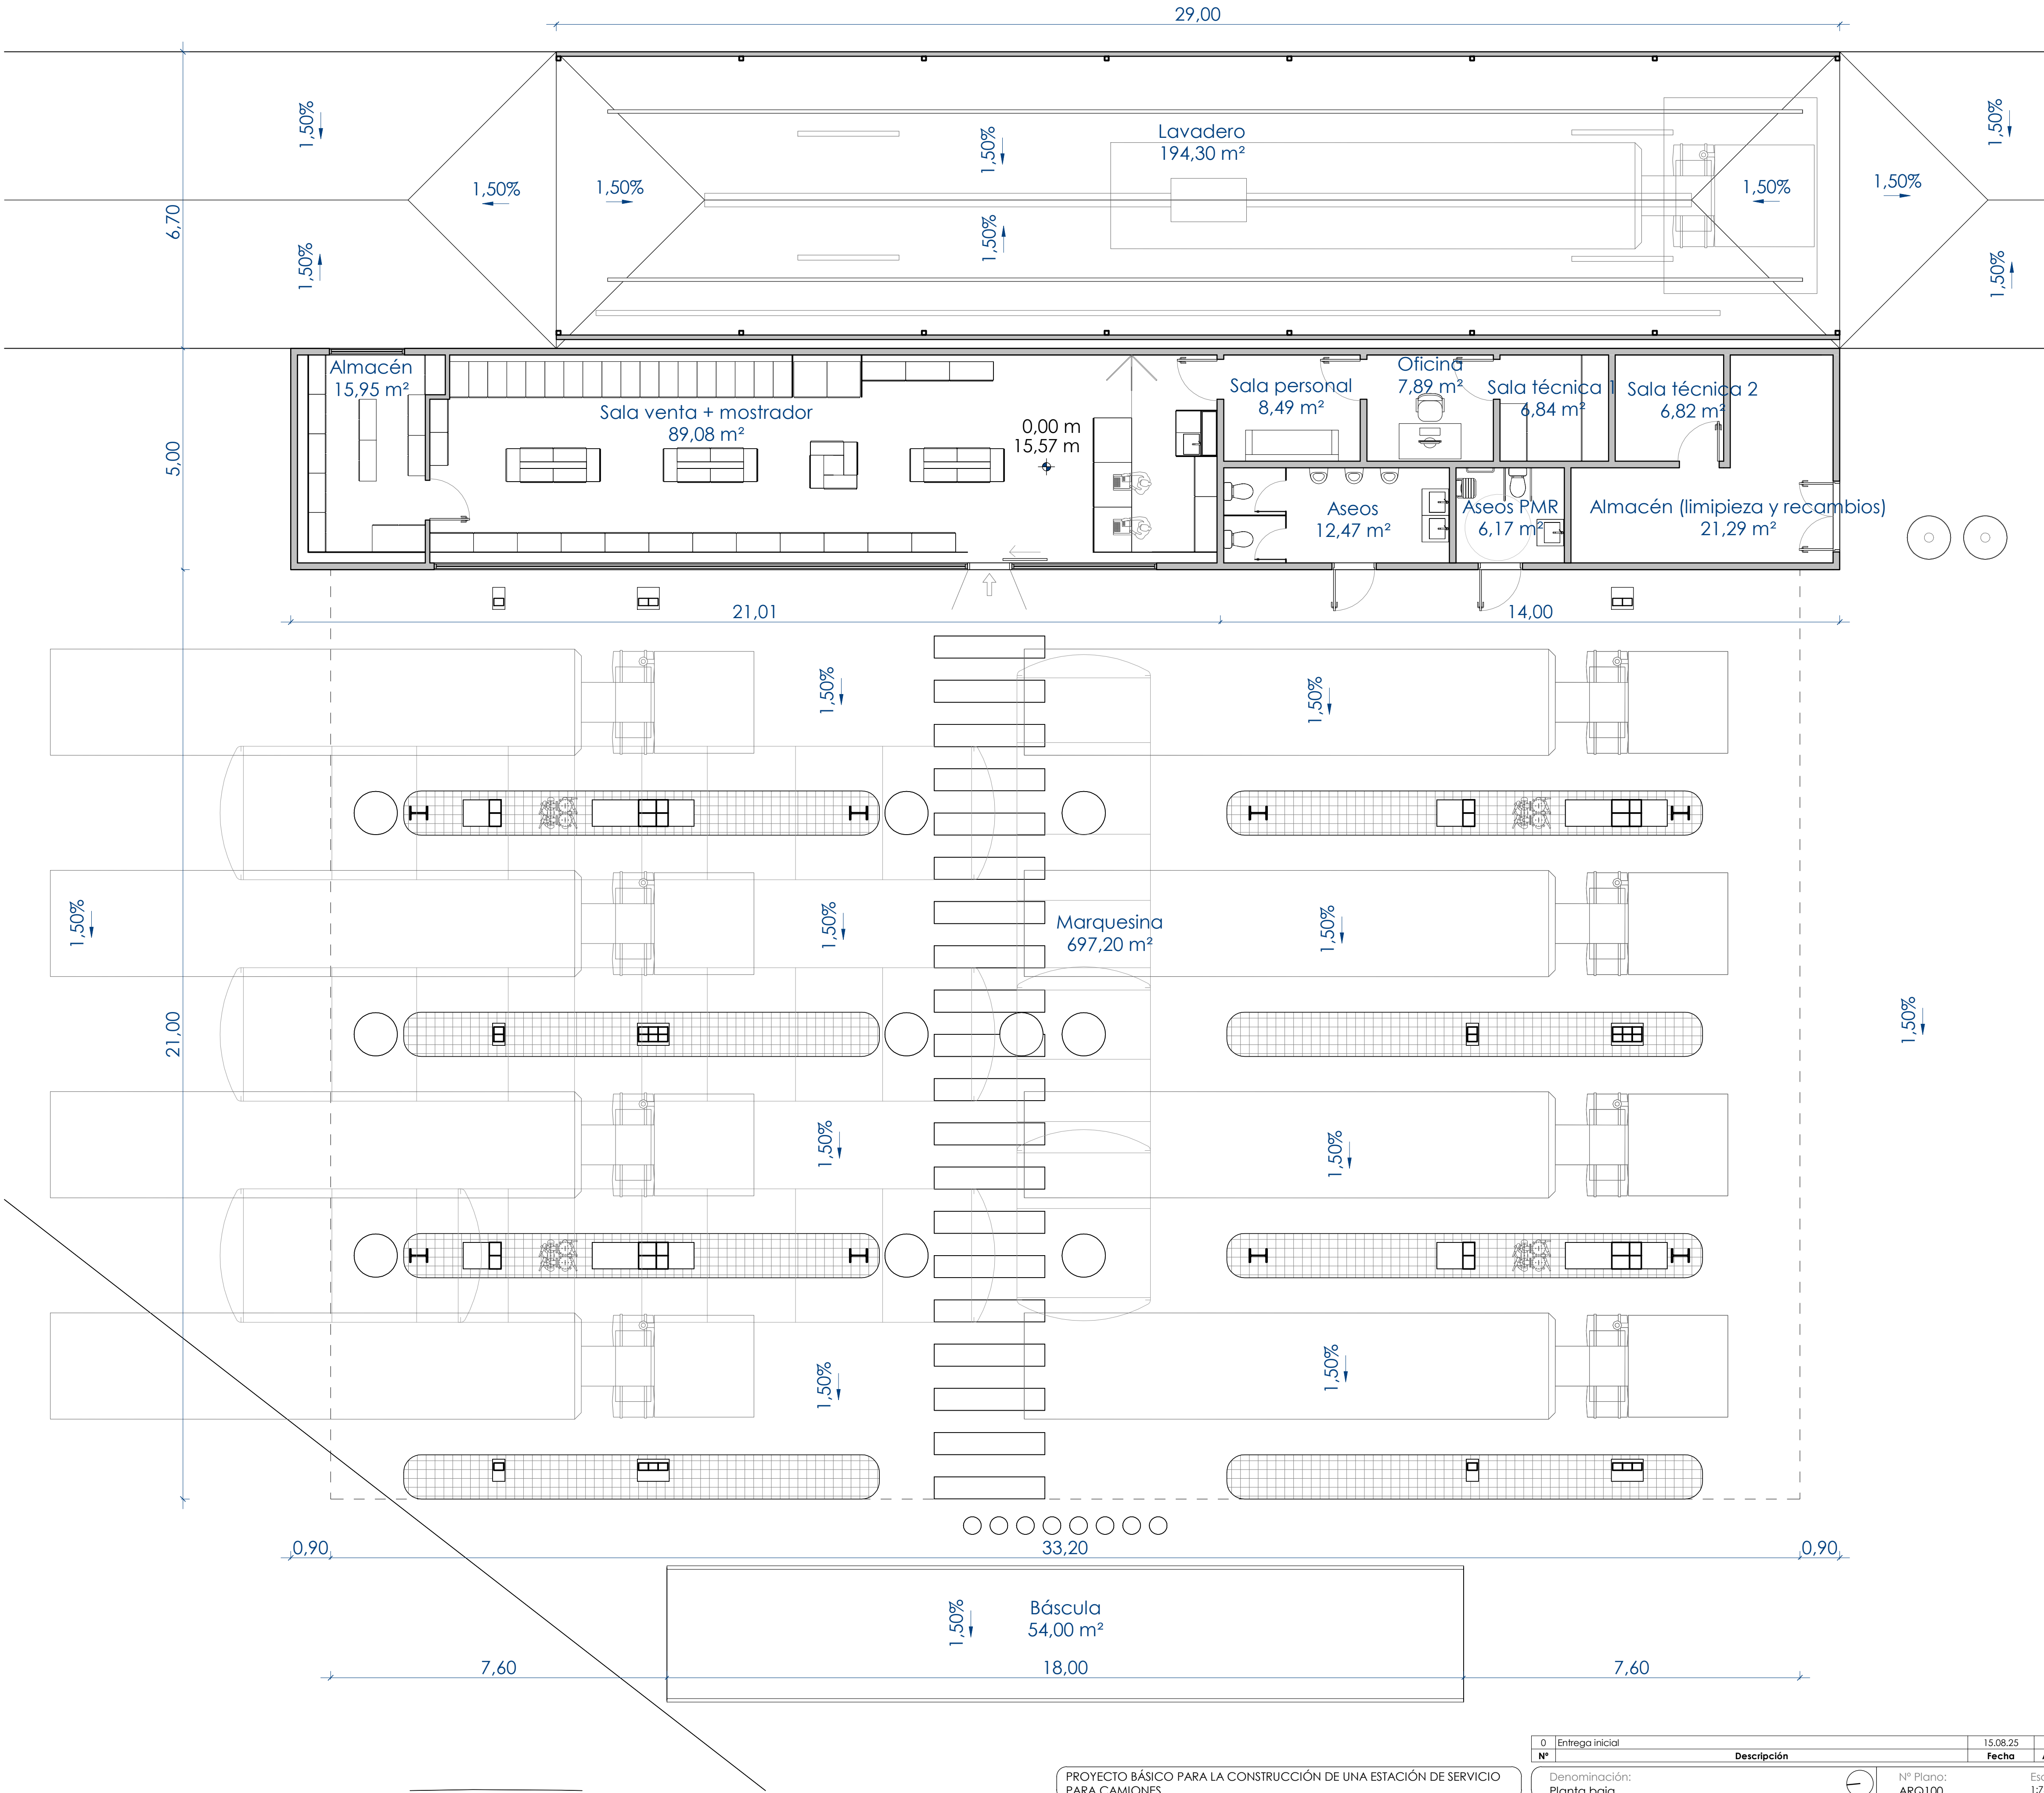 29,00
1,50%
1,50%
1,50%
Lavadero
194,30 m²
1,50%
1,50%
1,50%
1,50%
6,70
1,50%
1,50%
1,50%
Almacén
15,95 m²
Sala venta + mostrador
89,08 m²
0,00 m
15,57 m
Sala personal
8,49 m²
Oficina
7,89 m²
Sala técnica 1
6,84 m²
Sala técnica 2
6,82 m²
5,00
Aseos
12,47 m²
Aseos PMR
6,17 m²
Almacén (limipieza y recambios)
21,29 m²
21,01
14,00
1,50%
1,50%
1,50%
1,50%
Marquesina
697,20 m²
1,50%
21,00
1,50%
1,50%
1,50%
1,50%
1,50%
0,90
33,20
0,90
1,50%
Báscula
54,00 m²
7,60
18,00
7,60
0 Entrega inicial 15.08.25
Nº Descripción Fecha
PROYECTO BÁSICO PARA LA CONSTRUCCIÓN DE UNA ESTACIÓN DE SERVICIO
PARA CAMIONES
Denominación:
Planta baja
Nº Plano:
ARQ100